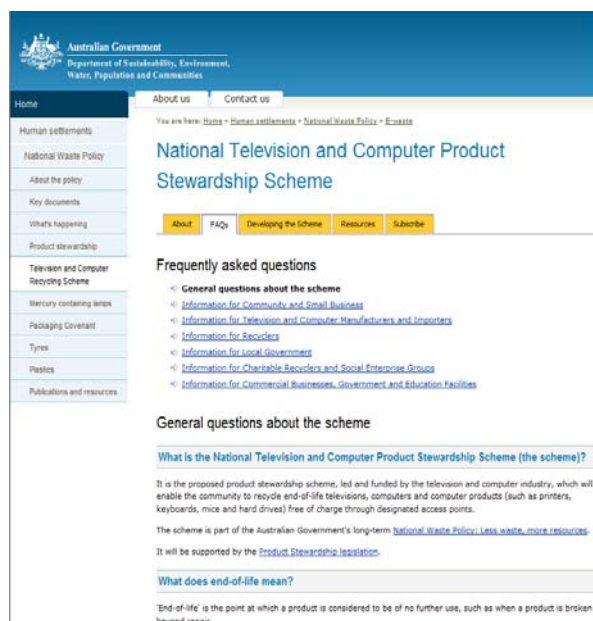 Australian Government
Department of Sustainability, Environment,
Water, Population and Communities
Home
About us
Contact us
You are here: Home » Human settlements » National Waste Policy » E-waste
Human settlements
National Waste Policy
About the policy
Key documents
What's happening
Product stewardship
Television and Computer
Recycling Scheme
Mercury containing lamps
Packaging Covenant
Tyres
Plastics
Publications and resources
National Television and Computer Product
Stewardship Scheme
About
FAQs
Developing the Scheme
Resources
Subscribe
Frequently asked questions
General questions about the scheme
Information for Community and Small Business
Information for Television and Computer Manufacturers and Importers
Information for Recyclers
Information for Local Government
Information for Charitable Recyclers and Social Enterprise Groups
Information for Commercial Businesses, Government and Education Facilities
General questions about the scheme
What is the National Television and Computer Product Stewardship Scheme (the scheme)?
It is the proposed product stewardship scheme, led and funded by the television and computer industry, which will
enable the community to recycle end-of-life televisions, computers and computer products (such as printers,
keyboards, mice and hard drives) free of charge through designated access points.
The scheme is part of the Australian Government's long-term National Waste Policy: Less waste, more resources.
It will be supported by the Product Stewardship legislation.
What does end-of-life mean?
'End-of-life' is the point at which a product is considered to be of no further use, such as when a product is broken
beyond repair.